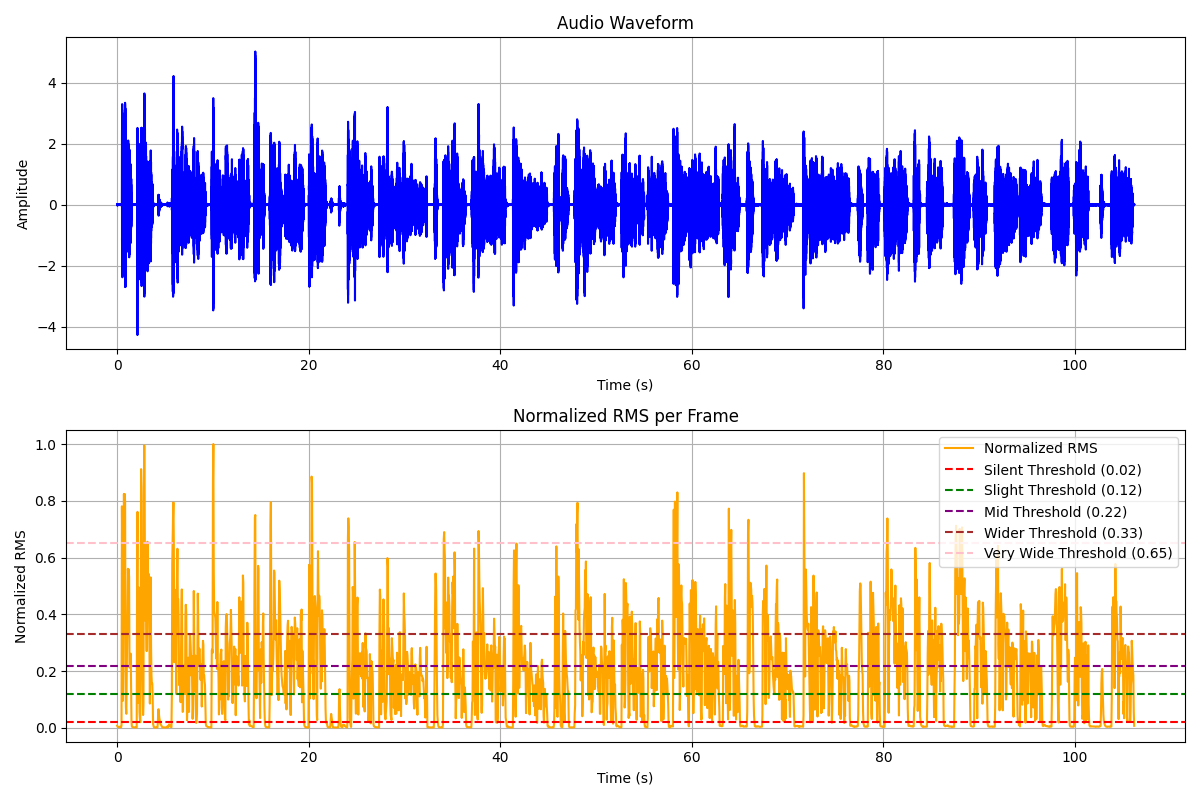 Audio Waveform
Amplitude
4
2
0
−2
−4
0 20 40 60 80 100
Time (s)
Normalized RMS per Frame
Normalized RMS
1.0
0.8
0.6
0.4
0.2
0.0
Normalized RMS
Silent Threshold (0.02)
Slight Threshold (0.12)
Mid Threshold (0.22)
Wider Threshold (0.33)
Very Wide Threshold (0.65)
0 20 40 60 80 100
Time (s)